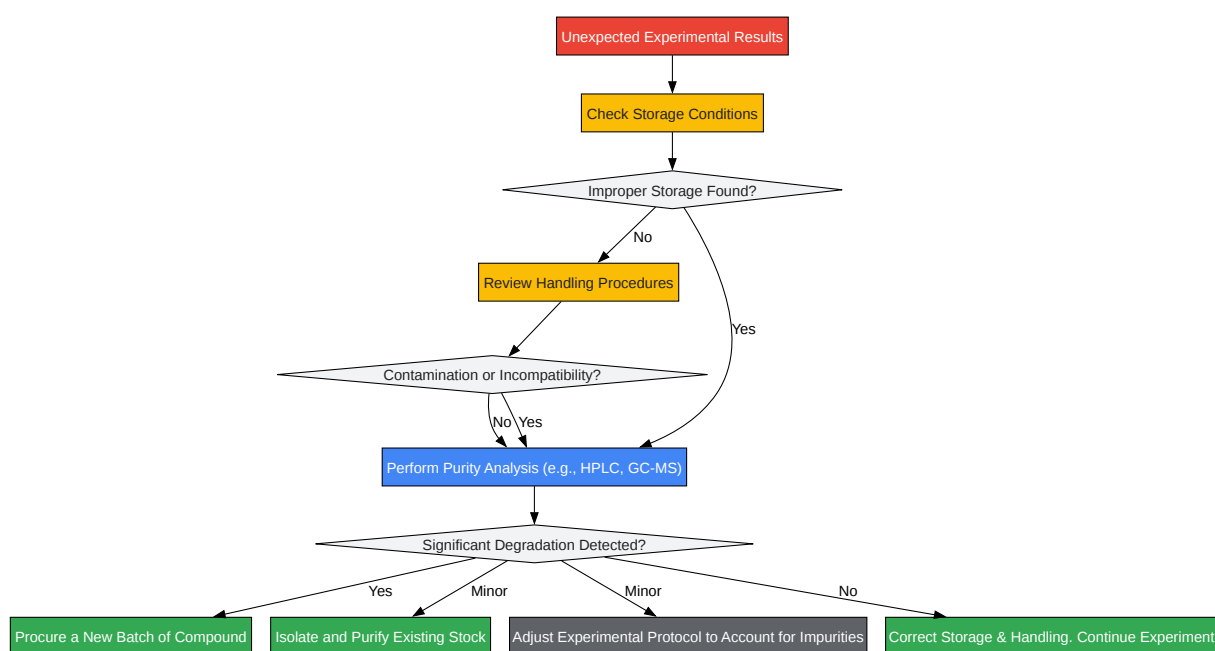 Unexpected Experimental Results
Check Storage Conditions
Improper Storage Found?
No
Review Handling Procedures
Yes
Contamination or Incompatibility?
No
Yes
Perform Purity Analysis (e.g., HPLC, GC-MS)
Significant Degradation Detected?
Yes
Minor
Minor
No
Procure a New Batch of Compound
Isolate and Purify Existing Stock
Adjust Experimental Protocol to Account for Impurities
Correct Storage & Handling. Continue Experiment